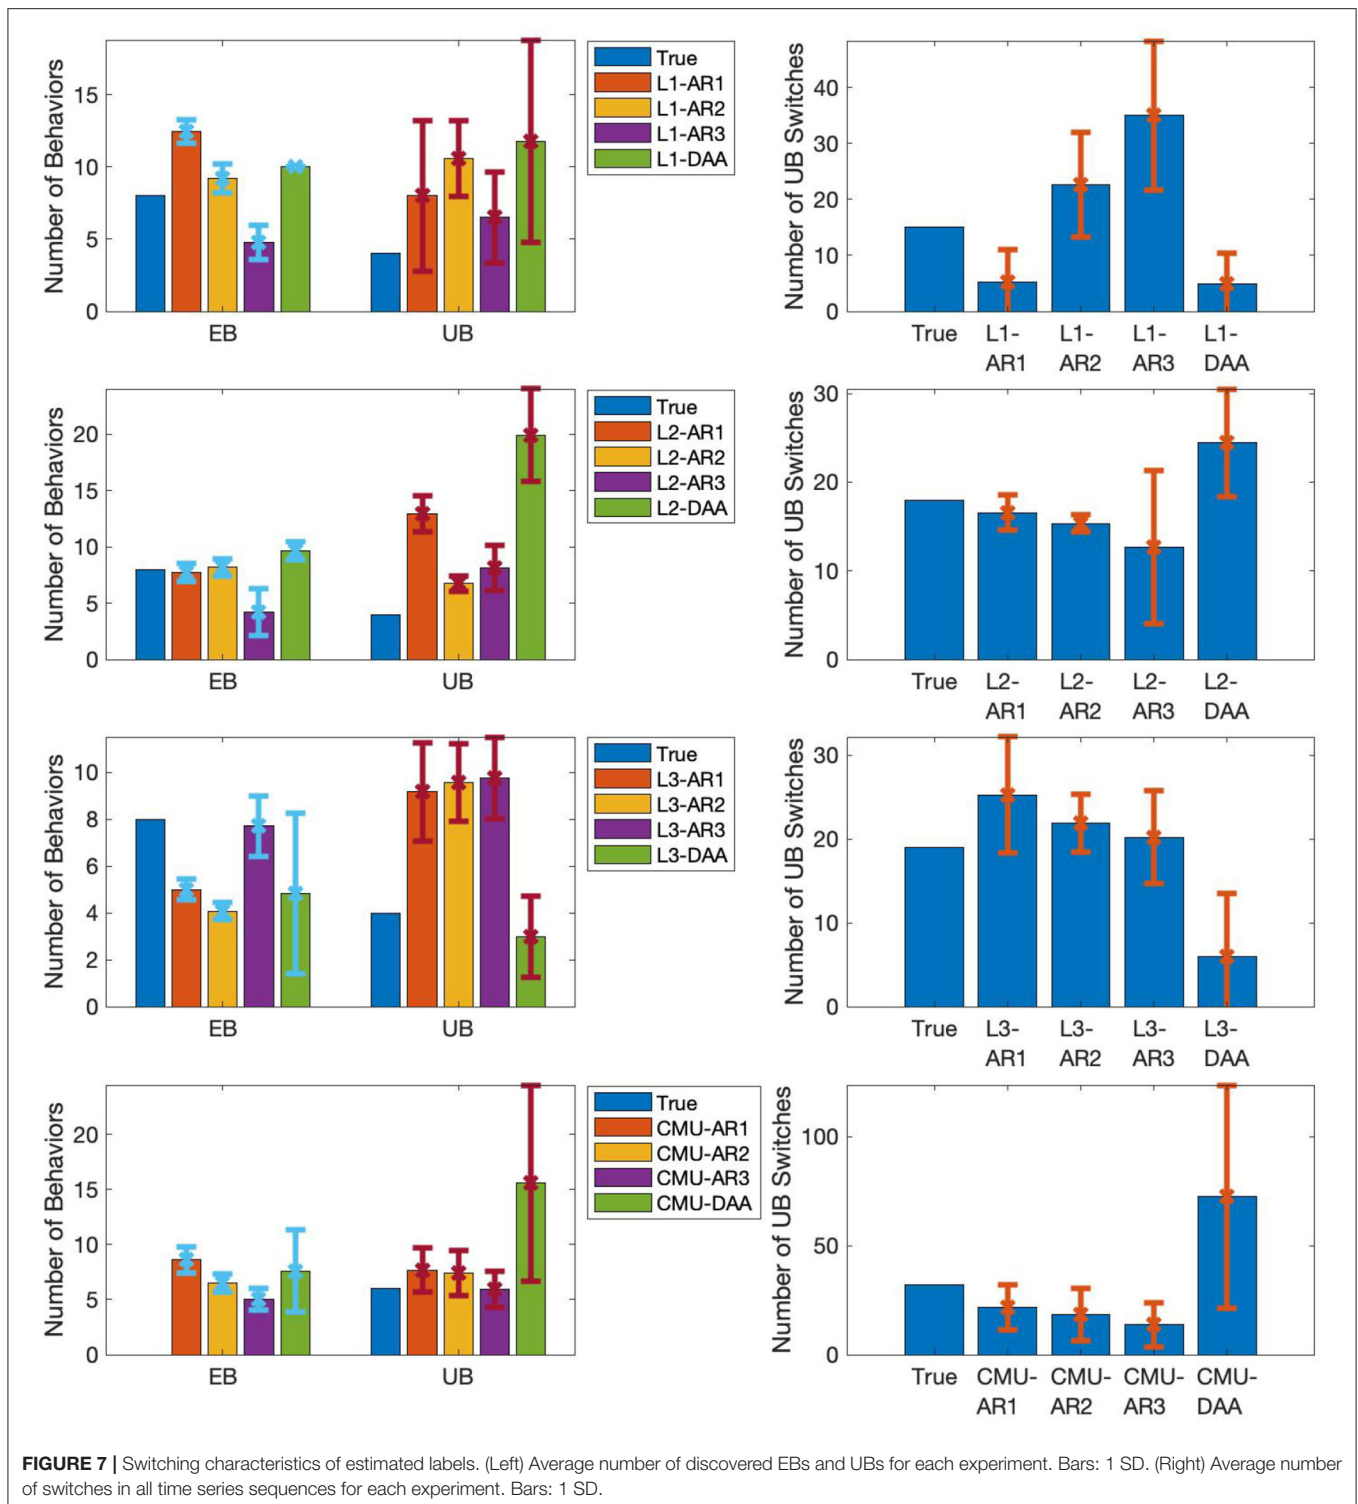 Number of Behaviors
15
10
5
0
EB
UB
True
L1-AR1
L1-AR2
L1-AR3
L1-DAA
Number of UB Switches
40
30
20
10
0
True
L1-
AR1
L1-
AR2
L1-
AR3
L1-
DAA
Number of Behaviors
20
15
10
5
0
EB
UB
True
L2-AR1
L2-AR2
L2-AR3
L2-DAA
Number of UB Switches
30
20
10
0
True
L2-
AR1
L2-
AR2
L2-
AR3
L2-
DAA
Number of Behaviors
10
8
6
4
2
0
EB
UB
True
L3-AR1
L3-AR2
L3-AR3
L3-DAA
Number of UB Switches
30
20
10
0
True
L3-
AR1
L3-
AR2
L3-
AR3
L3-
DAA
Number of Behaviors
20
15
10
5
0
EB
UB
True
CMU-AR1
CMU-AR2
CMU-AR3
CMU-DAA
Number of UB Switches
100
50
0
True
CMU-
AR1
CMU-
AR2
CMU-
AR3
CMU-
DAA
FIGURE 7 | Switching characteristics of estimated labels. (Left) Average number of discovered EBs and UBs for each experiment. Bars: 1 SD. (Right) Average number
of switches in all time series sequences for each experiment. Bars: 1 SD.